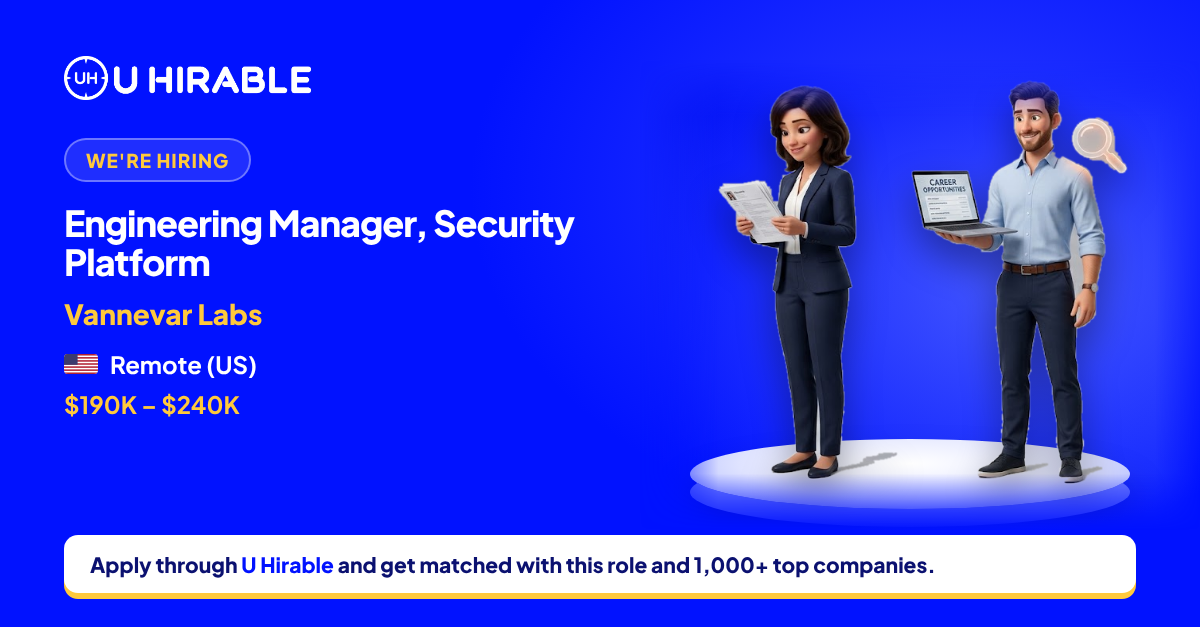 UH U HIRABLE
WE'RE HIRING
Engineering Manager, Security
Platform
Vannevar Labs
Remote (US)
$190K – $240K
CAREER
OPPORTUNITIES
Apply through U Hirable and get matched with this role and 1,000+ top companies.